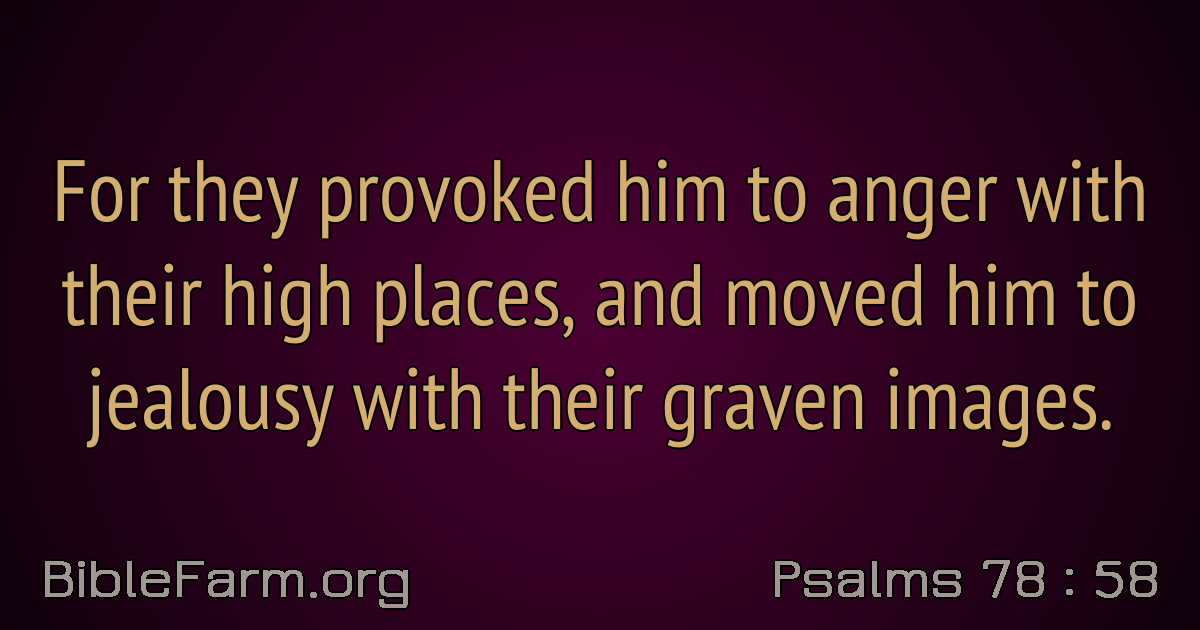 For they provoked him to anger with
their high places, and moved him to
jealousy with their graven images.
BibleFarm.org
Psalms 78 : 58